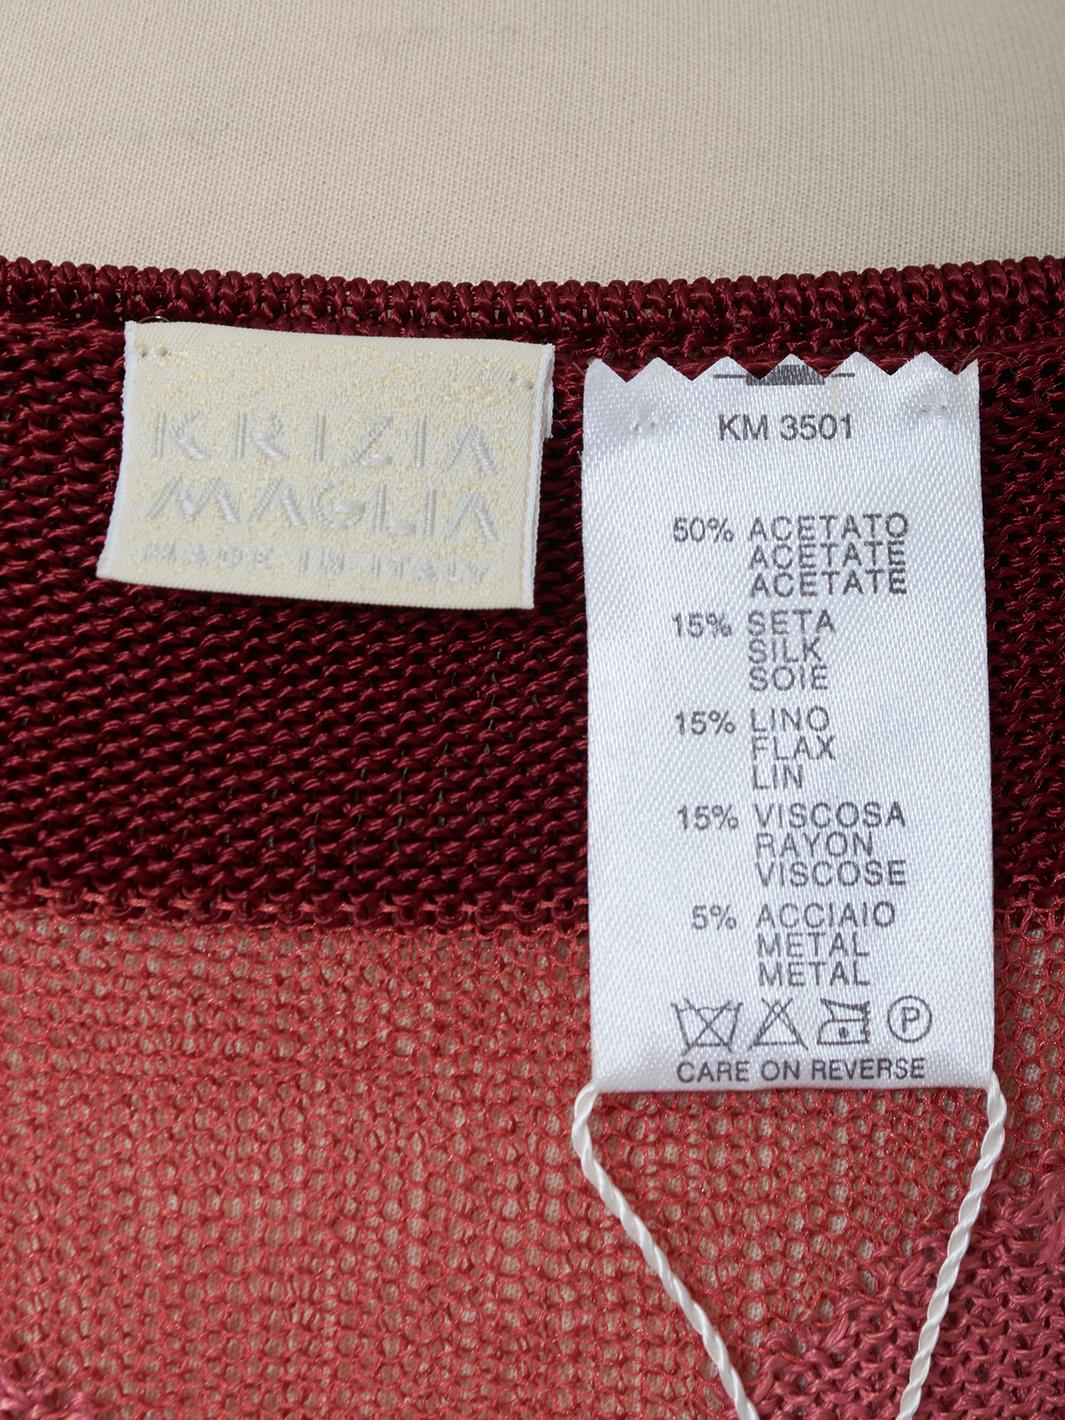 KRIZIA
MAGLIA
MADE IN ITALY
KM 3501
50% ACETATO
ACETATE
ACETATE
15% SETA
SILK
SOIE
15% LINO
FLAX
LIN
15% VISCOSA
RAYON
VISCOSE
5% ACCIAIO
METAL
METAL
P
CARE ON REVERSE